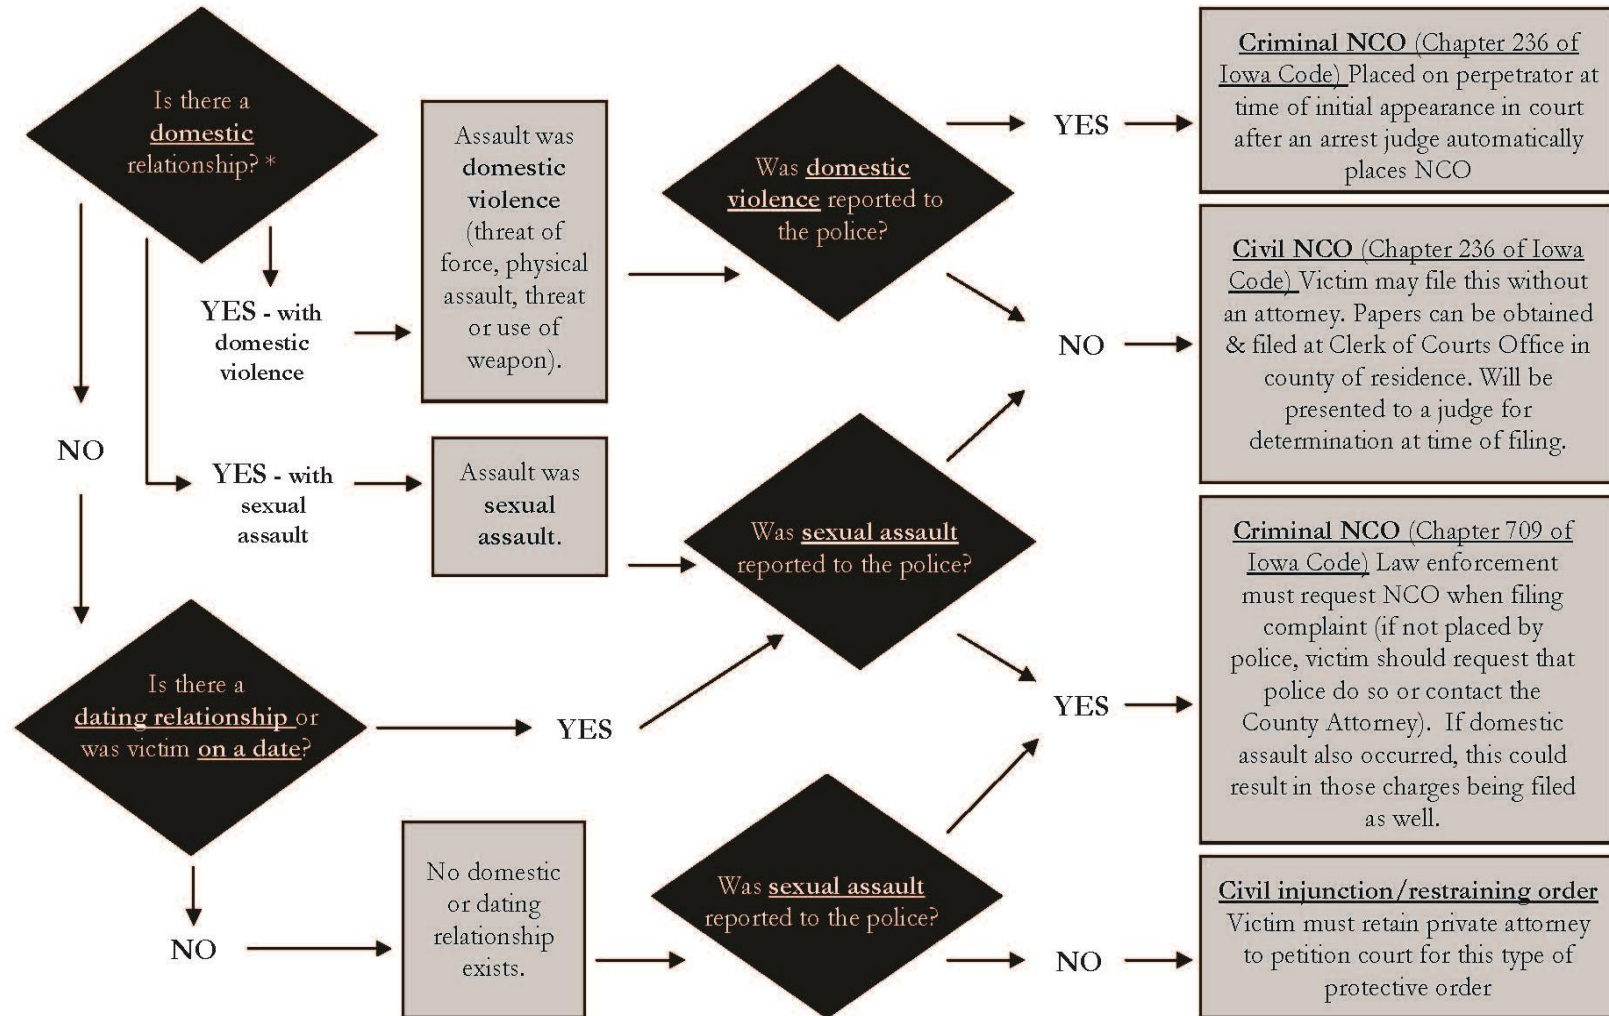 Is there a
domestic
relationship? *
YES - with
domestic
violence
Assault was
domestic
violence
(threat of
force, physical
assault, threat
or use of
weapon).
Was domestic
violence reported to
the police?
YES
Criminal NCO (Chapter 236 of
Iowa Code) Placed on perpetrator at
time of initial appearance in court
after an arrest judge automatically
places NCO
NO
Civil NCO (Chapter 236 of Iowa
Code) Victim may file this without
an attorney. Papers can be obtained
& filed at Clerk of Courts Office in
county of residence. Will be
presented to a judge for
determination at time of filing.
NO
YES - with
sexual
assault
Assault was
sexual
assault.
Was sexual assault
reported to the police?
YES
Criminal NCO (Chapter 709 of
Iowa Code) Law enforcement
must request NCO when filing
complaint (if not placed by
police, victim should request that
police do so or contact the
County Attorney). If domestic
assault also occurred, this could
result in those charges being filed
as well.
Is there a
dating relationship or
was victim on a date?
YES
NO
No domestic
or dating
relationship
exists.
Was sexual assault
reported to the police?
NO
Civil injunction/restraining order
Victim must retain private attorney
to petition court for this type of
protective order